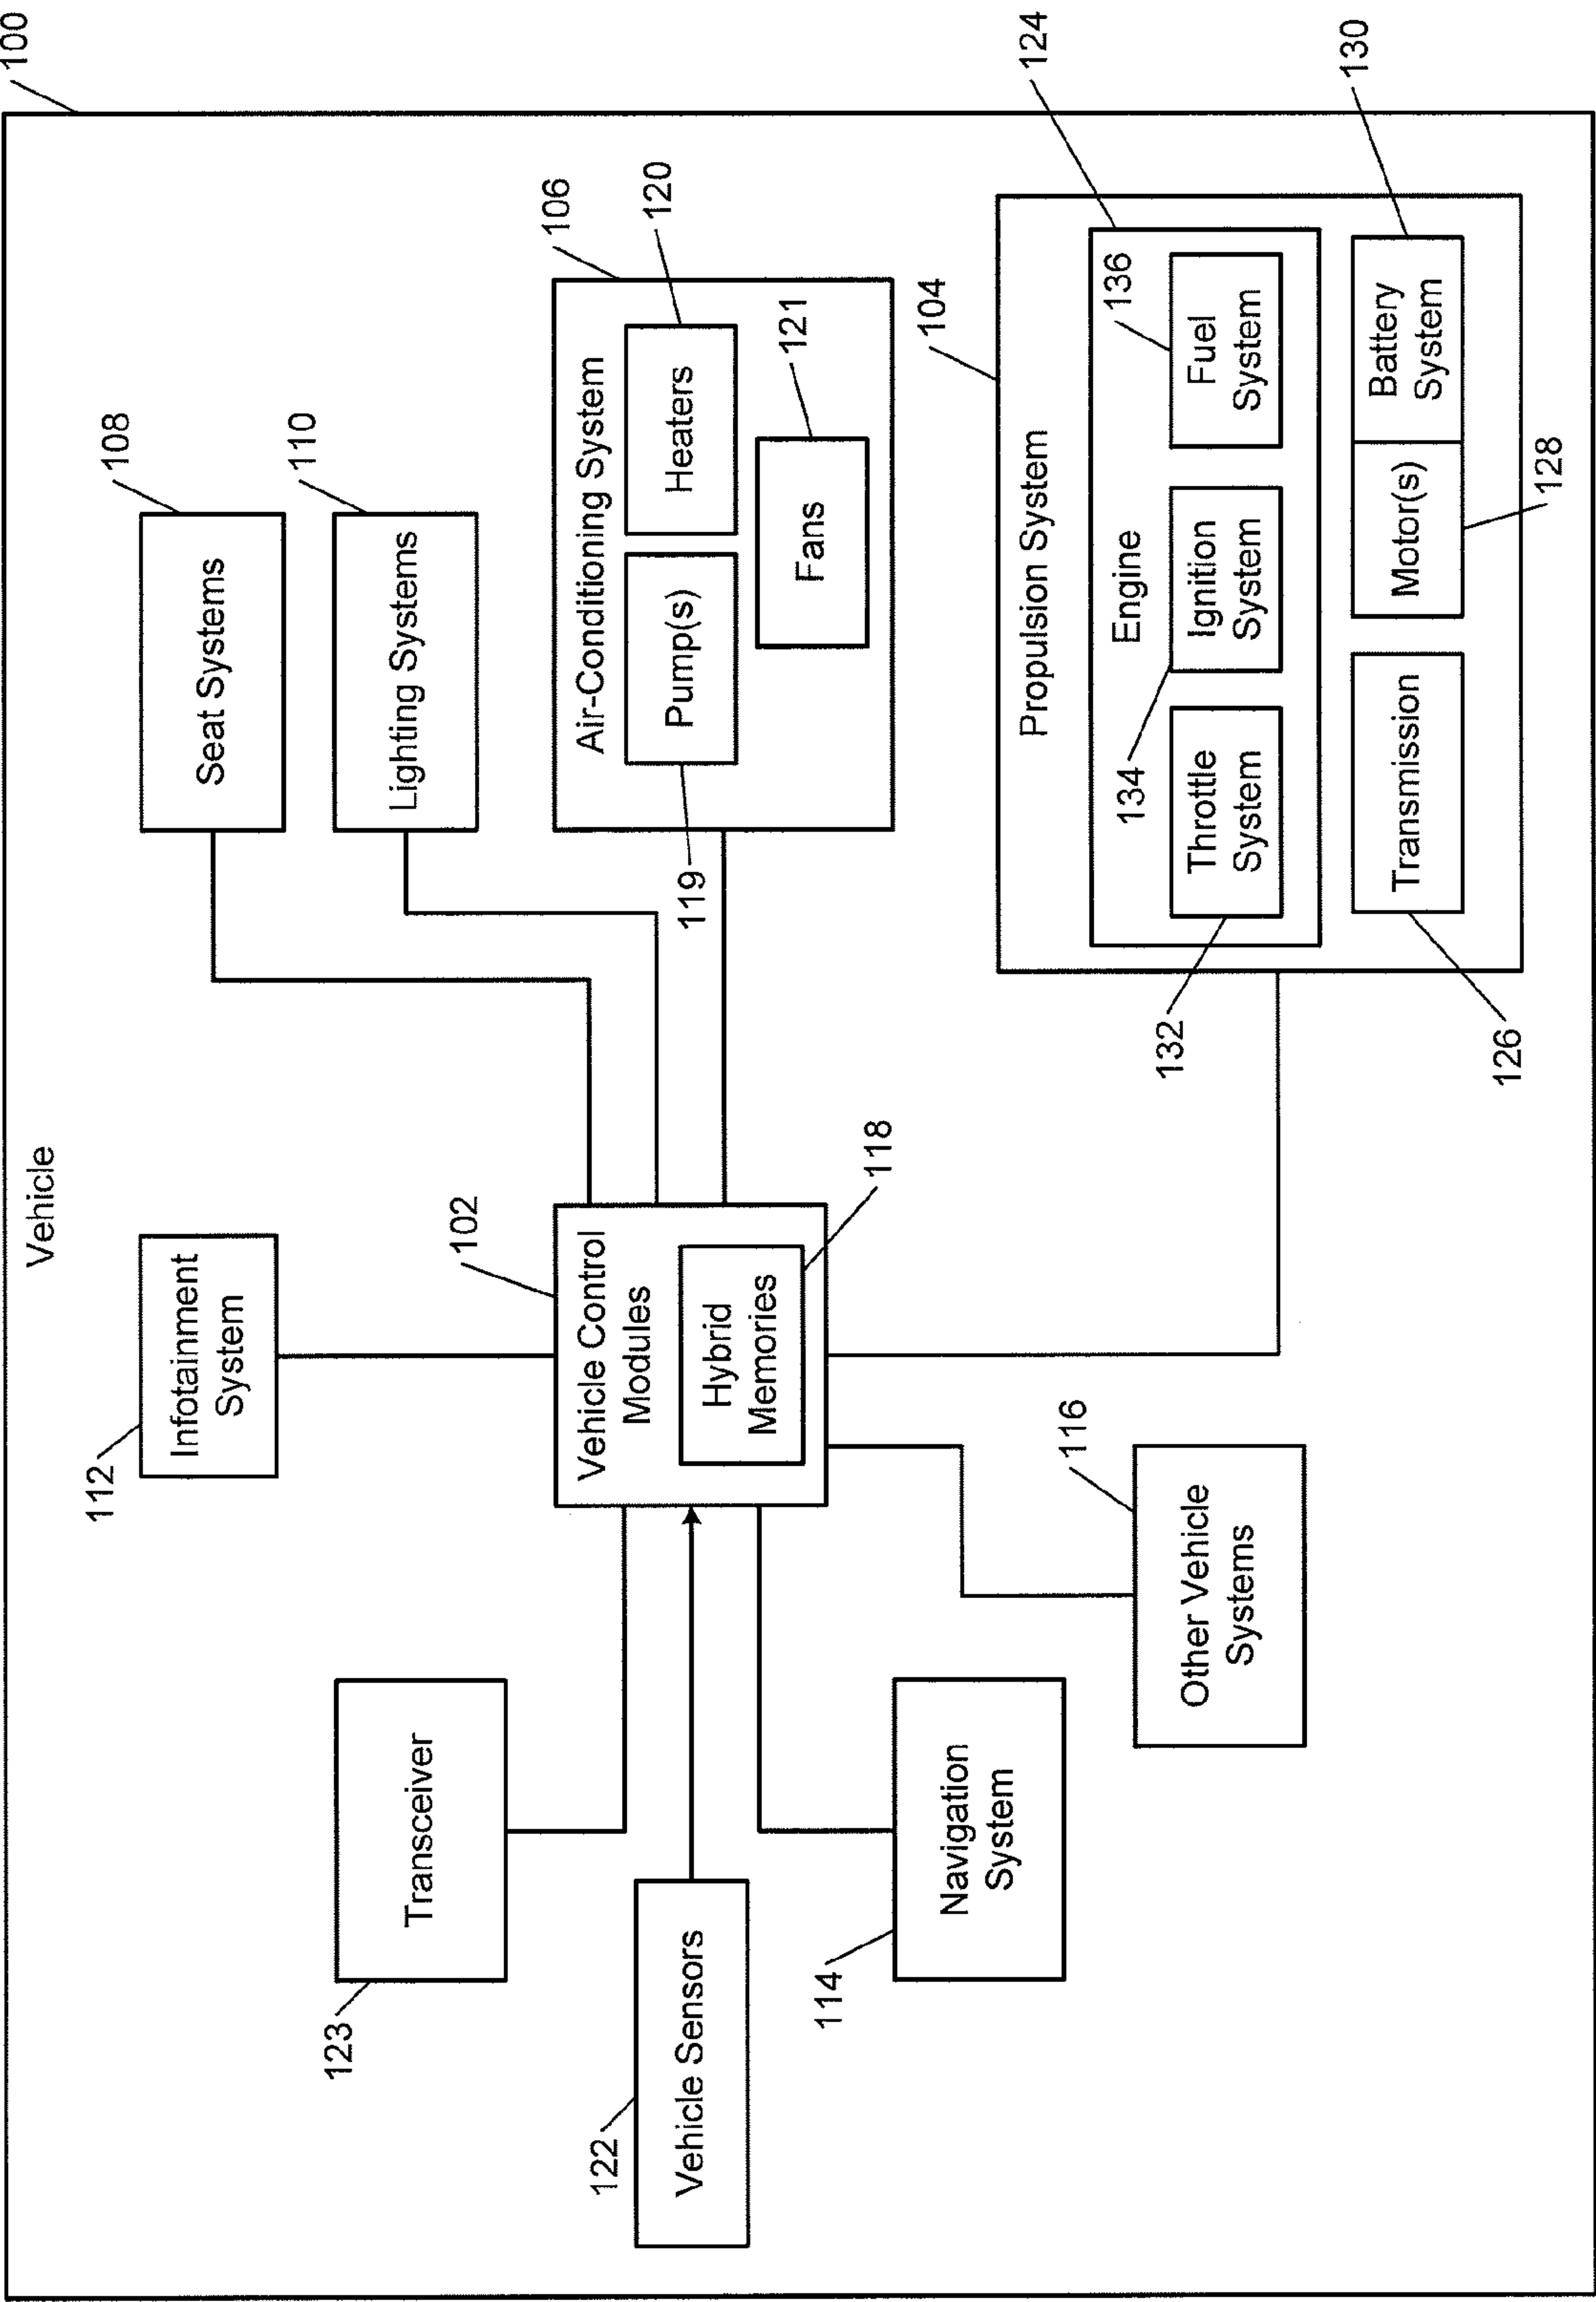 100
Vehicle
112
Infotainment
System
108
Seat Systems
110
Lighting Systems
123
Transceiver
102
Vehicle Control
Modules
Hybrid
Memories
118
106
Air-Conditioning System
Pump(s)
Heaters
120
119
Fans
121
122
Vehicle Sensors
114
Navigation
System
116
Other Vehicle
Systems
104
Propulsion System
124
Engine
134
136
Throttle
System
Ignition
System
Fuel
System
132
Transmission
Motor(s)
Battery
System
130
126
128